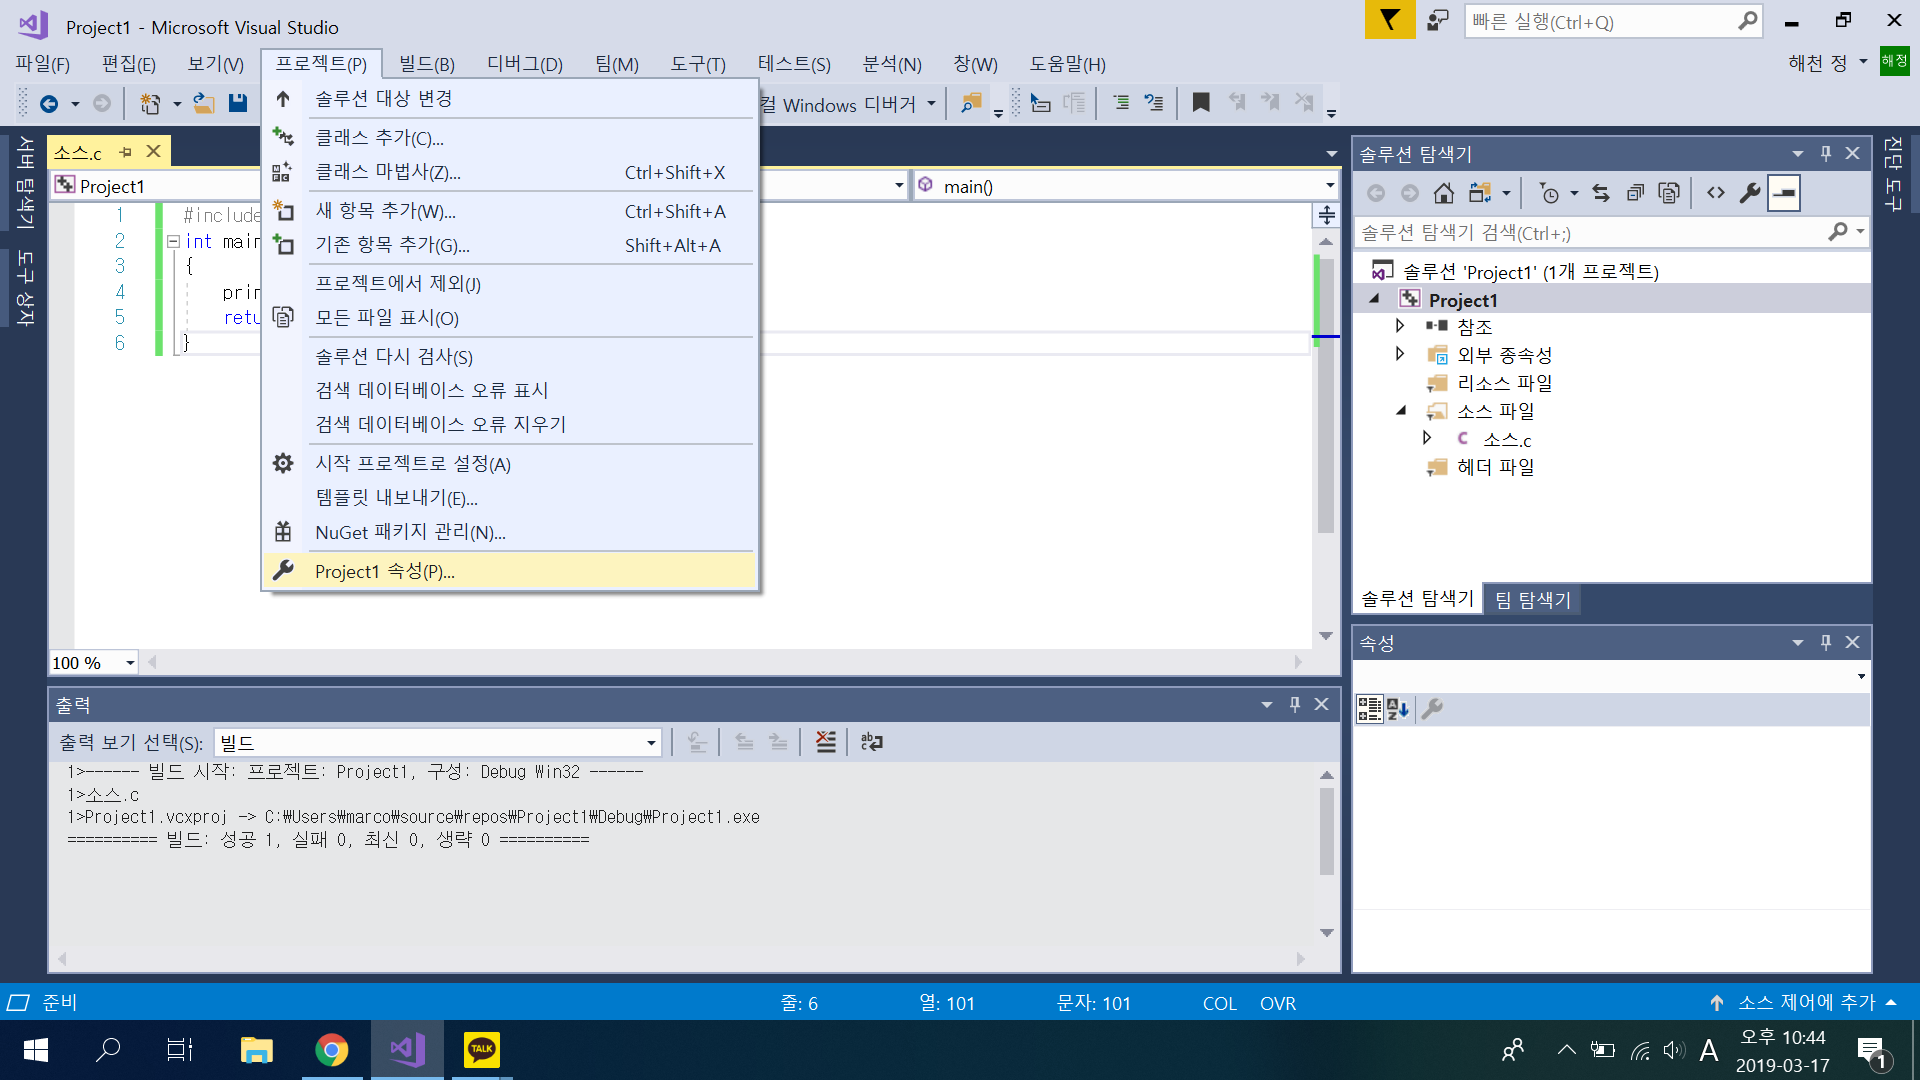 Project1 - Microsoft Visual Studio
빠른 실행(Ctrl+Q)
파일(F) 편집(E) 보기(V) 프로젝트(P) 빌드(B) 디버그(D) 팀(M) 도구(T) 테스트(S) 분석(N) 창(W) 도움말(H)
해천 정
해정
컬 Windows 디버거
솔루션 대상 변경
클래스 추가(C)...
클래스 마법사(Z)... Ctrl+Shift+X
새 항목 추가(W)... Ctrl+Shift+A
기존 항목 추가(G)... Shift+Alt+A
프로젝트에서 제외(J)
모든 파일 표시(O)
솔루션 다시 검사(S)
검색 데이터베이스 오류 표시
검색 데이터베이스 오류 지우기
시작 프로젝트로 설정(A)
템플릿 내보내기(E)...
NuGet 패키지 관리(N)...
Project1 속성(P)...
서버 탐색기
도구 상자
소스.c
Project1
main()
1 #include
2 int main
3 {
4 prin
5 retu
6 }
100 %
솔루션 탐색기
솔루션 탐색기 검색(Ctrl+;)
솔루션 'Project1' (1개 프로젝트)
Project1
참조
외부 종속성
리소스 파일
소스 파일
소스.c
헤더 파일
솔루션 탐색기 팀 탐색기
진단 도구
속성
출력
출력 보기 선택(S): 빌드
1>------ 빌드 시작: 프로젝트: Project1, 구성: Debug Win32 ------
1>소스.c
1>Project1.vcxproj -> C:₩Users₩marco₩source₩repos₩Project1₩Debug₩Project1.exe
========== 빌드: 성공 1, 실패 0, 최신 0, 생략 0 ==========
준비 줄: 6 열: 101 문자: 101 COL OVR 소스 제어에 추가
TALK
A
오후 10:44
2019-03-17
1